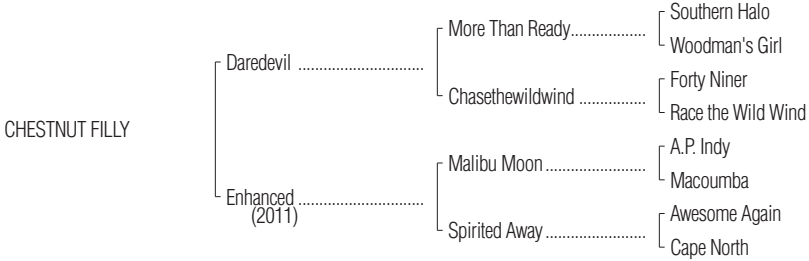 Southern Halo
More Than Ready..................
Woodman's Girl
Daredevil ..............................
Forty Niner
Chasethewildwind ................
Race the Wild Wind
CHESTNUT FILLY
A.P. Indy
Malibu Moon ........................
Macoumba
Enhanced ..............................
(2011)
Awesome Again
Spirited Away ........................
Cape North